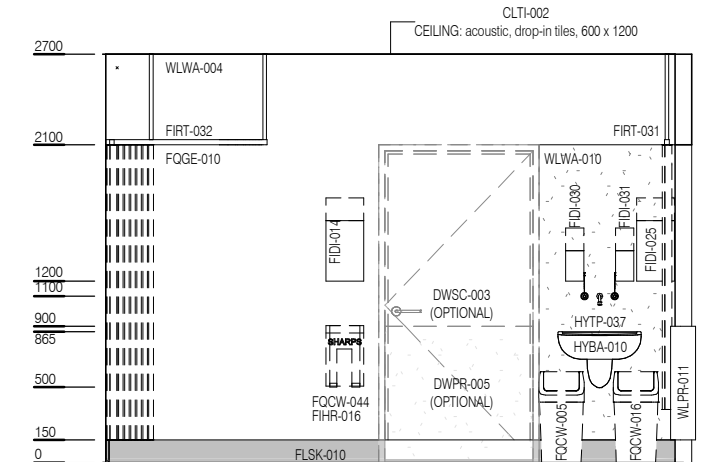 CLTI-002
CEILING: acoustic, drop-in tiles, 600 x 1200
2700
WLWA-004
FIRT-032
FIRT-031
2100
FQGE-010
WLWA-010
FIDI-014
FIDI-030
FIDI-031
FIDI-025
1200
1100
DWSC-003
(OPTIONAL)
900
865
SHARPS
HYTP-037
HYBA-010
500
DWPR-005
(OPTIONAL)
FQCW-044
FIHR-016
FQCW-005
FQCW-016
WLPR-011
150
0
FLSK-010